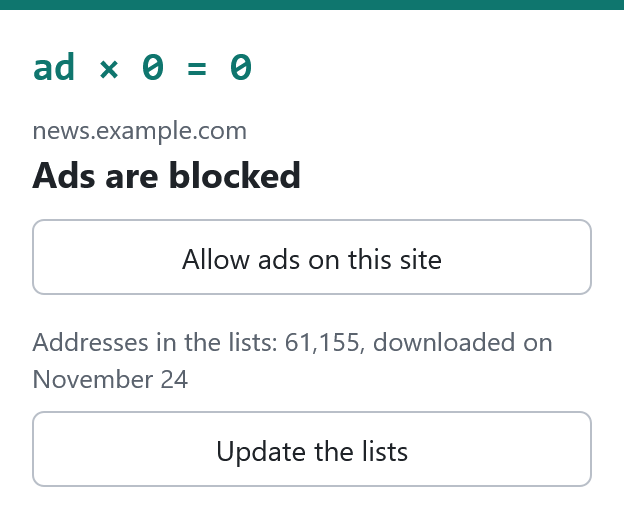 ad × 0 = 0
news.example.com
Ads are blocked
Allow ads on this site
Addresses in the lists: 61,155, downloaded on
November 24
Update the lists